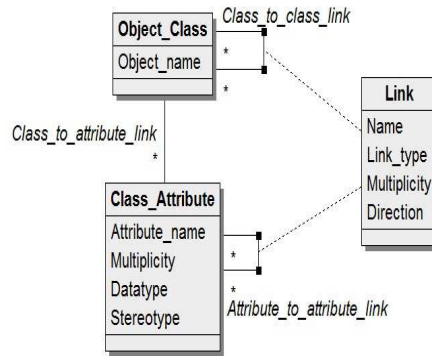 Class_to_class_link
Object_Class
Object_name
*
*
Class_to_attribute_link
*
Link
Name
Link_type
Multiplicity
Direction
Class_Attribute
Attribute_name
Multiplicity
Datatype
Stereotype
*
*
Attribute_to_attribute_link